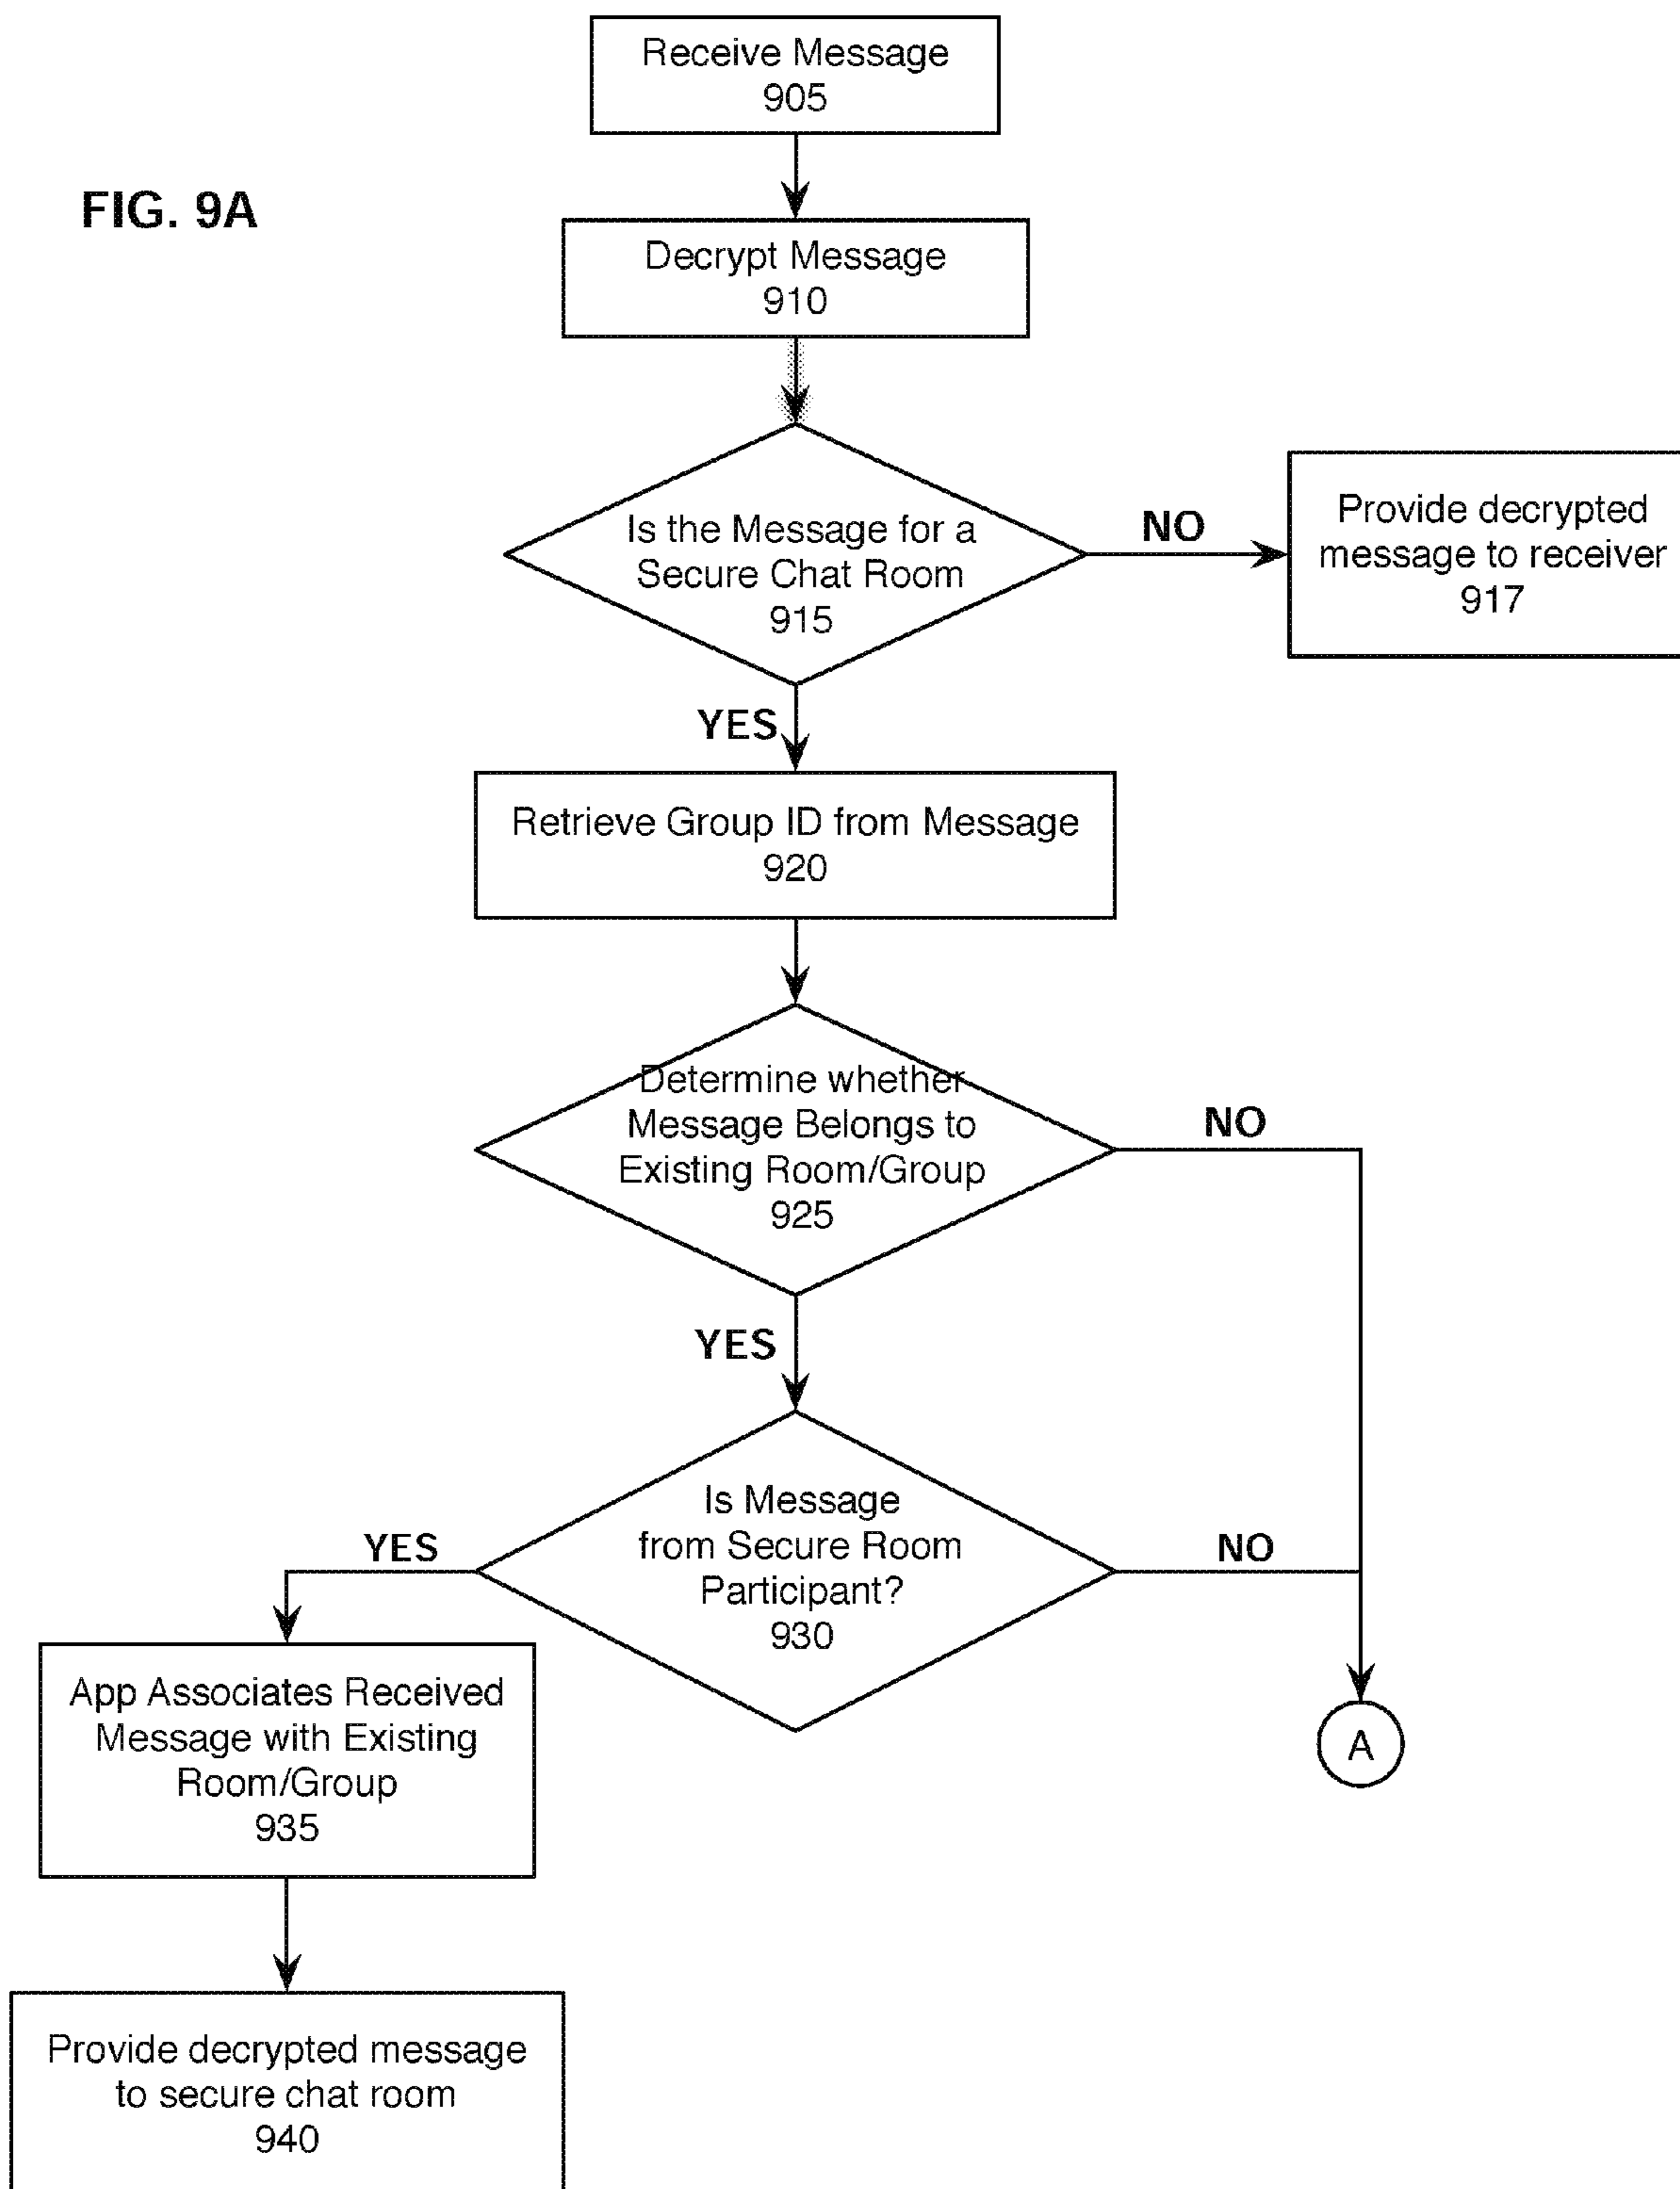 Receive Message
905
FIG. 9A
Decrypt Message
910
Is the Message for a
Secure Chat Room
915
NO
Provide decrypted
message to receiver
917
YES
Retrieve Group ID from Message
920
Determine whether
Message Belongs to
Existing Room/Group
925
NO
YES
Is Message
from Secure Room
Participant?
930
YES
NO
App Associates Received
Message with Existing
Room/Group
935
A
Provide decrypted message
to secure chat room
940